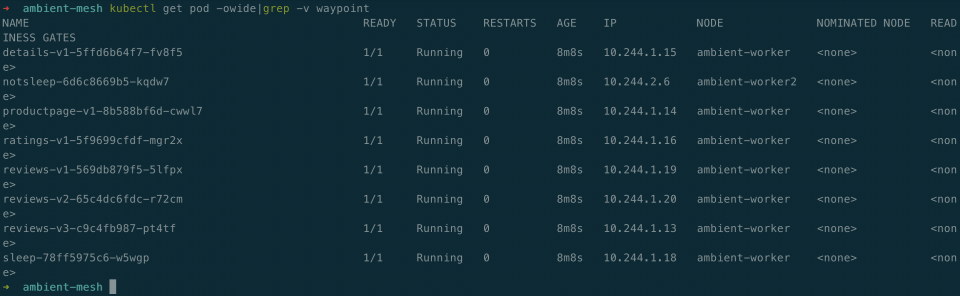 → ambient-mesh kubectl get pod -owide|grep -v waypoint
NAME READY STATUS RESTARTS AGE IP NODE NOMINATED NODE READ
INESS GATES
details-v1-5ffd6b64f7-fv8f5 1/1 Running 0 8m8s 10.244.1.15 ambient-worker <none> <non
e>
notsleep-6d6c8669b5-kqdw7 1/1 Running 0 8m8s 10.244.2.6 ambient-worker2 <none> <non
e>
productpage-v1-8b588bf6d-cwwl7 1/1 Running 0 8m8s 10.244.1.14 ambient-worker <none> <non
e>
ratings-v1-5f9699cfdf-mgr2x 1/1 Running 0 8m8s 10.244.1.16 ambient-worker <none> <non
e>
reviews-v1-569db879f5-5lfpx 1/1 Running 0 8m8s 10.244.1.19 ambient-worker <none> <non
e>
reviews-v2-65c4dc6fdc-r72cm 1/1 Running 0 8m8s 10.244.1.20 ambient-worker <none> <non
e>
reviews-v3-c9c4fb987-pt4tf 1/1 Running 0 8m8s 10.244.1.13 ambient-worker <none> <non
e>
sleep-78ff5975c6-w5wgp 1/1 Running 0 8m8s 10.244.1.18 ambient-worker <none> <non
e>
→ ambient-mesh